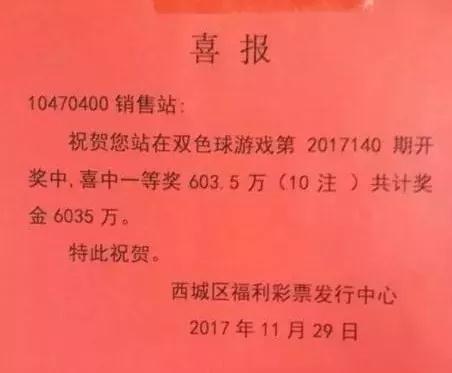 喜报
10470400 销售站:
祝贺您站在双色球游戏第 2017140 期开
奖中,喜中一等奖 603.5 万(10 注 )共计奖
金 6035 万。
特此祝贺。
西城区福利彩票发行中心
2017 年 11 月 29 日